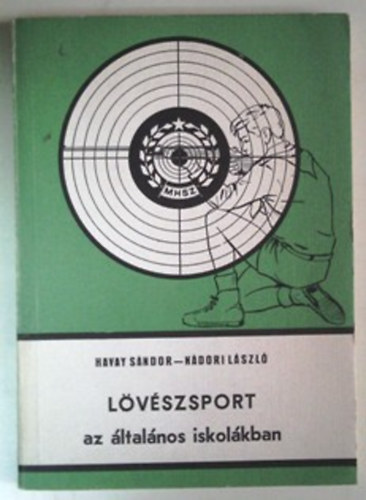 MHSZ
HAVAY SÁNDOR—NÁDORI LÁSZLÓ
LÖVÉSZSPORT
az általános iskolákban